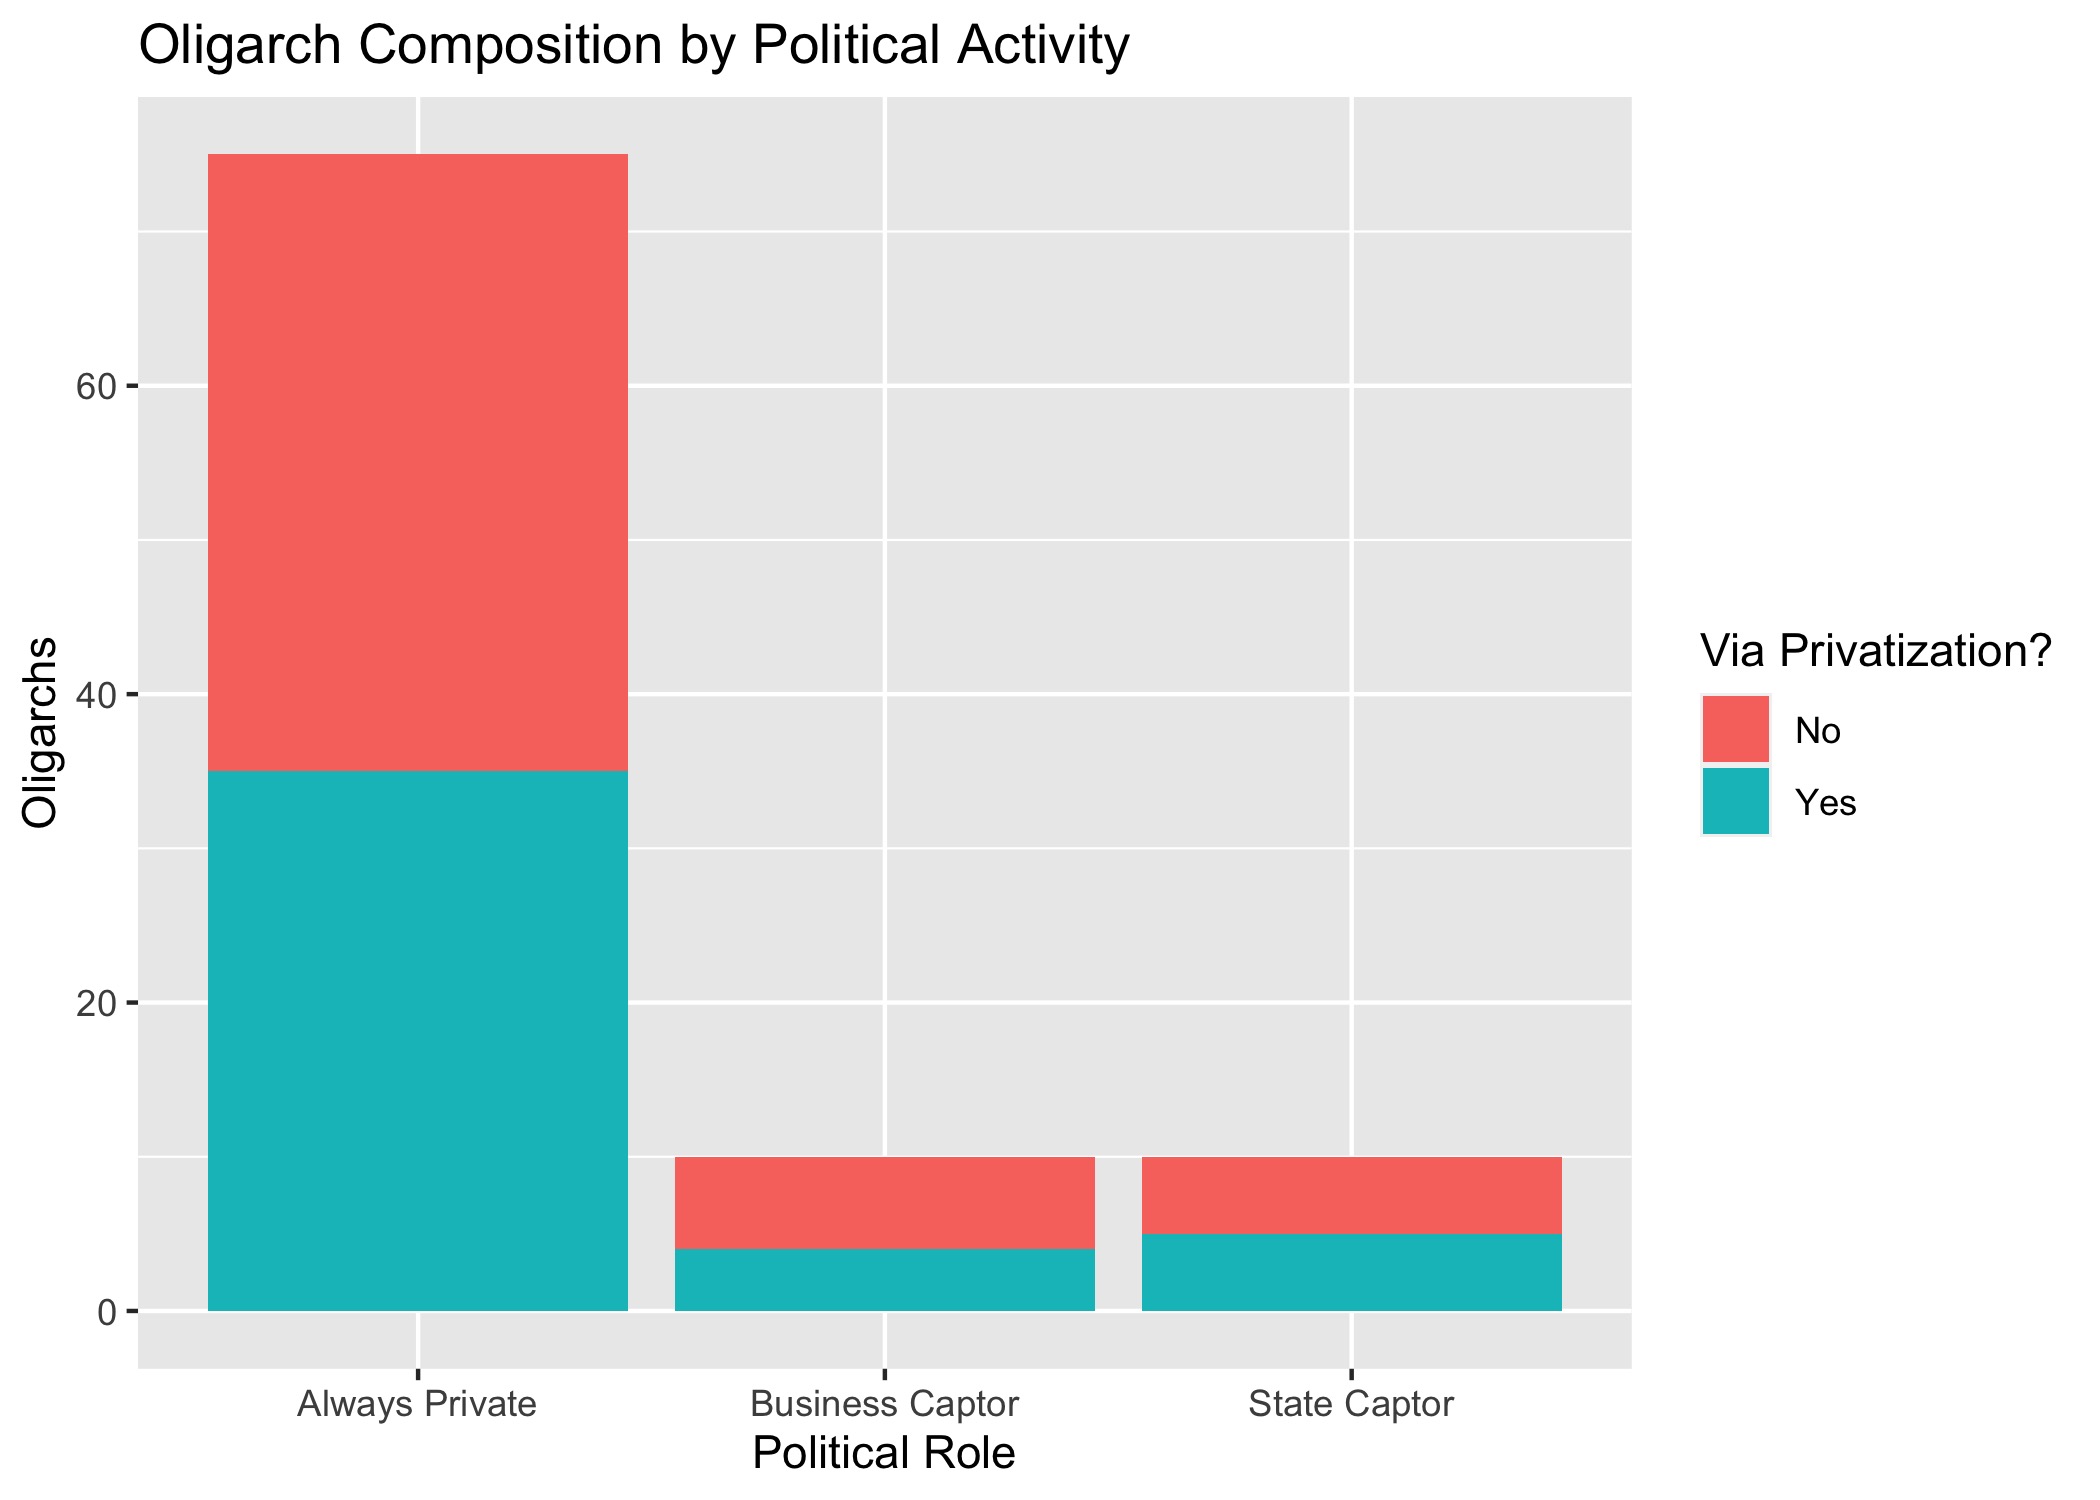 Oligarch Composition by Political Activity
Oligarchs
60
40
20
0
Always Private
Business Captor
State Captor
Political Role
Via Privatization?
No
Yes